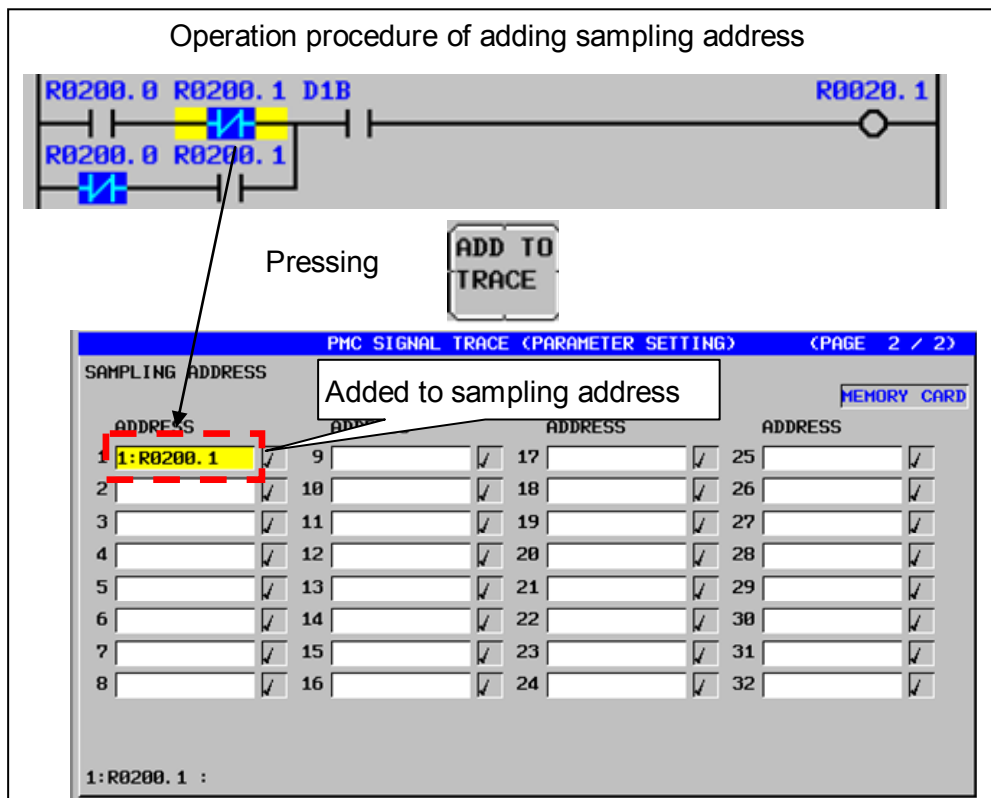 Operation procedure of adding sampling address
R0200.0 R0200.1 D1B R0020.1
R0200.0 R0200.1
Pressing
ADD TO
TRACE
PMC SIGNAL TRACE (PARAMETER SETTING) (PAGE 2 / 2)
SAMPLING ADDRESS
Added to sampling address
MEMORY CARD
ADDRESS ADDRESS ADDRESS
1 1:R0200.1 9 17 25
2 10 18 26
3 11 19 27
4 12 20 28
5 13 21 29
6 14 22 30
7 15 23 31
8 16 24 32
1:R0200.1 :